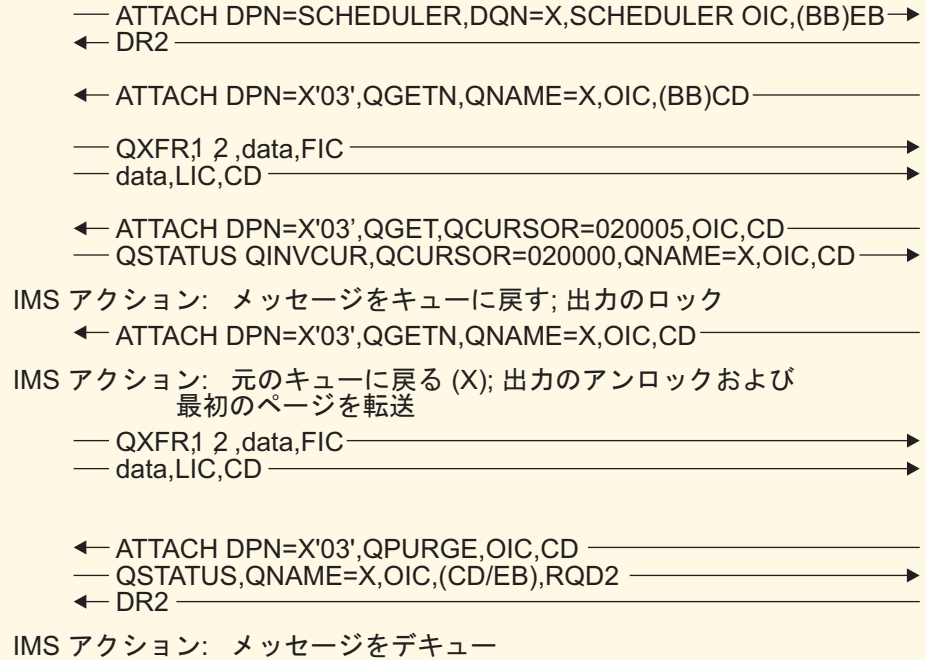 ATTACH DPN=SCHEDULER,DQN=X,SCHEDULER OIC,(BB)EB
DR2
ATTACH DPN=X'03',QGETN,QNAME=X,OIC,(BB)CD
QXFR,1 2 ,data,FIC
data,LIC,CD
ATTACH DPN=X'03’,QGET,QCURSOR=020005,OIC,CD
QSTATUS QINVCUR,QCURSOR=020000,QNAME=X,OIC,CD
IMS アクション: メッセージをキューに戻す; 出力のロック
ATTACH DPN=X'03',QGETN,QNAME=X,OIC,CD
IMS アクション: 元のキューに戻る (X); 出力のアンロックおよび
最初のページを転送
QXFR,1 2 ,data,FIC
data,LIC,CD
ATTACH DPN=X'03',QPURGE,OIC,CD
QSTATUS,QNAME=X,OIC,(CD/EB),RQD2
DR2
IMS アクション: メッセージをデキュー